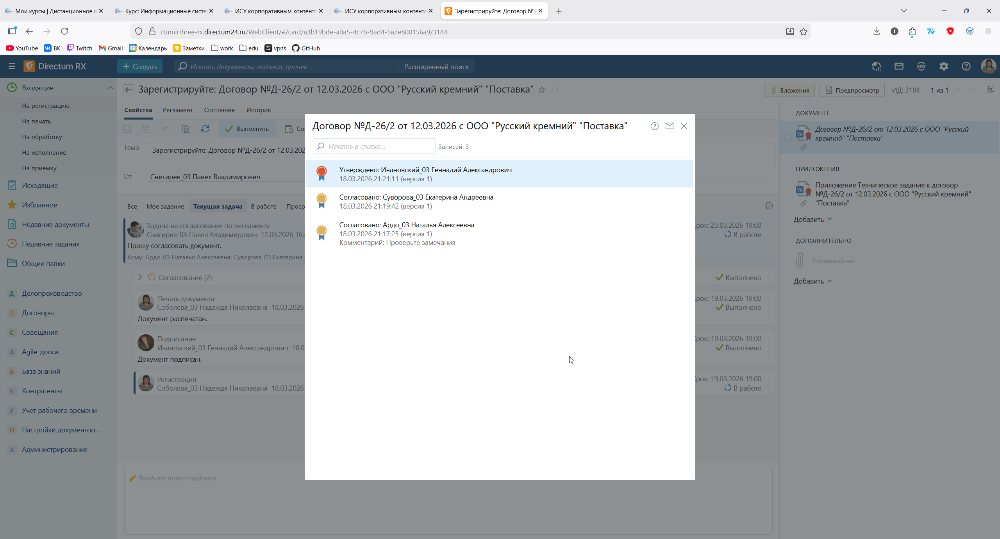 Мои курсы | Дистанционное о
Курс: Информационные систе
ИСУ корпоративным контенто
ИСУ корпоративным контенто
Зарегистрируйте: Договор №Д
rtumirthree-rx.directum24.ru/WebClient/#/card/a3b19bde-a0a5-4c7b-9ad4-5a7e800156a9/3184
YouTube
ВК
Twitch
Gmail
Календарь
Заметки
work
edu
vpns
GitHub
Directum RX
Создать
Искать документы, задания, прочее
Расширенный поиск
NEW
Входящие
На регистрацию
На печать
На обработку
На исполнение
На приемку
Исходящие
Избранное
Недавние документы
Недавние задания
Общие папки
Д Делопроизводство
Д Договоры
С Совещания
А Agile-доски
Б База знаний
К Контрагенты
У Учет рабочего времени
Н Настройки документоо...
А Администрирование
Зарегистрируйте: Договор №Д-26/2 от 12.03.2026 с ООО "Русский кремний" "Поставка"
Вложения
Предпросмотр
ИД: 3184
1 из 1
Свойства
Регламент
Состояние
История
Выполнить
Со
Тема
Зарегистрируйте: Договор №Д-26/2 от 12.03.202
От
Снигирев_03 Павел Владимирович
Все
Мое задание
Текущая задача
В работе
Проср
Задача на согласование по регламенту
Снигирев_03 Павел Владимирович 12.03.2026 16:
Прошу согласовать документ.
Кому: Ардо_03 Наталья Алексеевна; Суворова_03 Екатерина
рок: 23.03.2026 19:00
В работе
Согласование (2)
Выполнено
Печать документа
Соболева_03 Надежда Николаевна 18.03.2026
Документ распечатан.
рок: 19.03.2026 19:00
Выполнено
Подписание
Ивановский_03 Геннадий Александрович 18.0
Документ подписан.
рок: 19.03.2026 19:00
Выполнено
Регистрация
Соболева_03 Надежда Николаевна 18.03.2026
рок: 19.03.2026 19:00
В работе
Введите текст задания...
Договор №Д-26/2 от 12.03.2026 с ООО "Русский кремний" "Поставка"
Искать в списке...
Записей: 3
Утверждено: Ивановский_03 Геннадий Александрович
18.03.2026 21:21:11 (версия 1)
Согласовано: Суворова_03 Екатерина Андреевна
18.03.2026 21:19:42 (версия 1)
Согласовано: Ардо_03 Наталья Алексеевна
18.03.2026 21:17:25 (версия 1)
Комментарий: Проверьте замечания
ДОКУМЕНТ
Договор №Д-26/2 от 12.03.2026 с ООО "Русский
кремний" "Поставка"
ПРИЛОЖЕНИЯ
Приложение Техническое задание к договор
№Д-26/2 от 12.03.2026 с ООО "Русский кремний"
"Поставка"
Добавить
ДОПОЛНИТЕЛЬНО
Вложений нет
Добавить